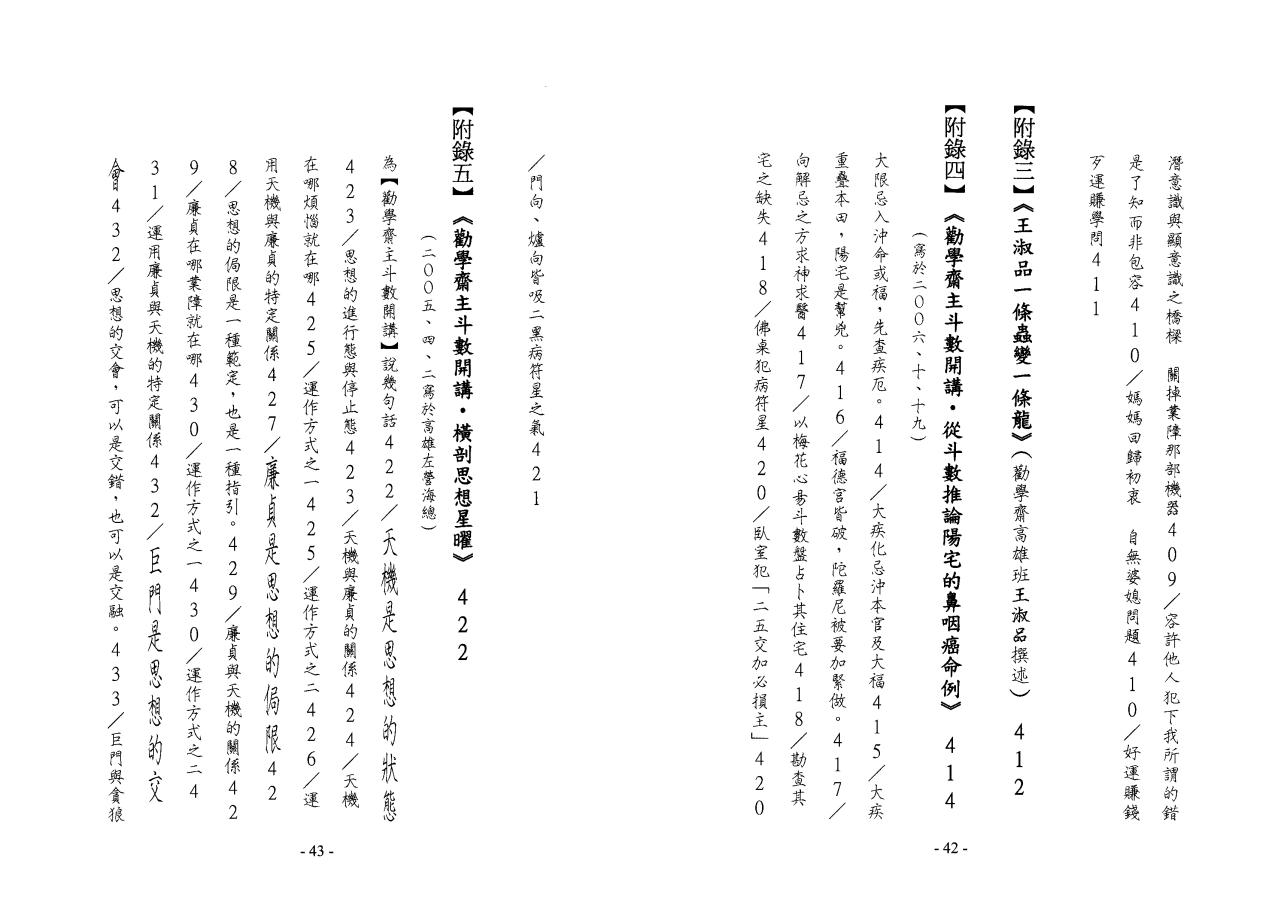 潛意識與顯意識之橋樑　關掉業障那部機器409／容許他人犯下我所謂的錯
是了知而非包容410／媽媽回歸初衷　自無婆媳問題410／好運賺錢
歹運賺學問411
【附錄三】《王淑品一條蟲變一條龍》（勸學齋高雄班王淑品撰述）412
【附錄四】《勸學齋主斗數開講・從斗數推論陽宅的鼻咽癌命例》414
（寫於二００六、十、十九）
大限忌入沖命或福，先查疾厄。414／大疾化忌沖本官及大福415／大疾
重疊本田，陽宅是幫兇。416／福德宮皆破，陀羅尼被要加緊做。417／
向解忌之方求神求醫417／以梅花心易斗數盤占卜其住宅418／勘查其
宅之缺失418／佛桌犯病符星420／臥室犯「二五交加必損主」420
- 42 -
／門向、爐向皆吸二黑病符星之氣421
【附錄五】《勸學齋主斗數開講・橫剖思想星曜》422
（二００五、四、二寫於高雄左營海總）
為【勸學齋主斗數開講】說幾句話422／天機是思想的狀態
423／思想的進行態與停止態423／天機與廉貞的關係424／天機
在哪煩惱就在哪425／運作方式之一425／運作方式之二426／運
用天機與廉貞的特定關係427／廉貞是思想的侷限42
8／思想的侷限是一種範定，也是一種指引。429／廉貞與天機的關係42
9／廉貞在哪業障就在哪430／運作方式之一430／運作方式之二4
31／運用廉貞與天機的特定關係432／巨門是思想的交
會432／思想的交會，可以是交錯，也可以是交融。433／巨門與貪狼
- 43 -